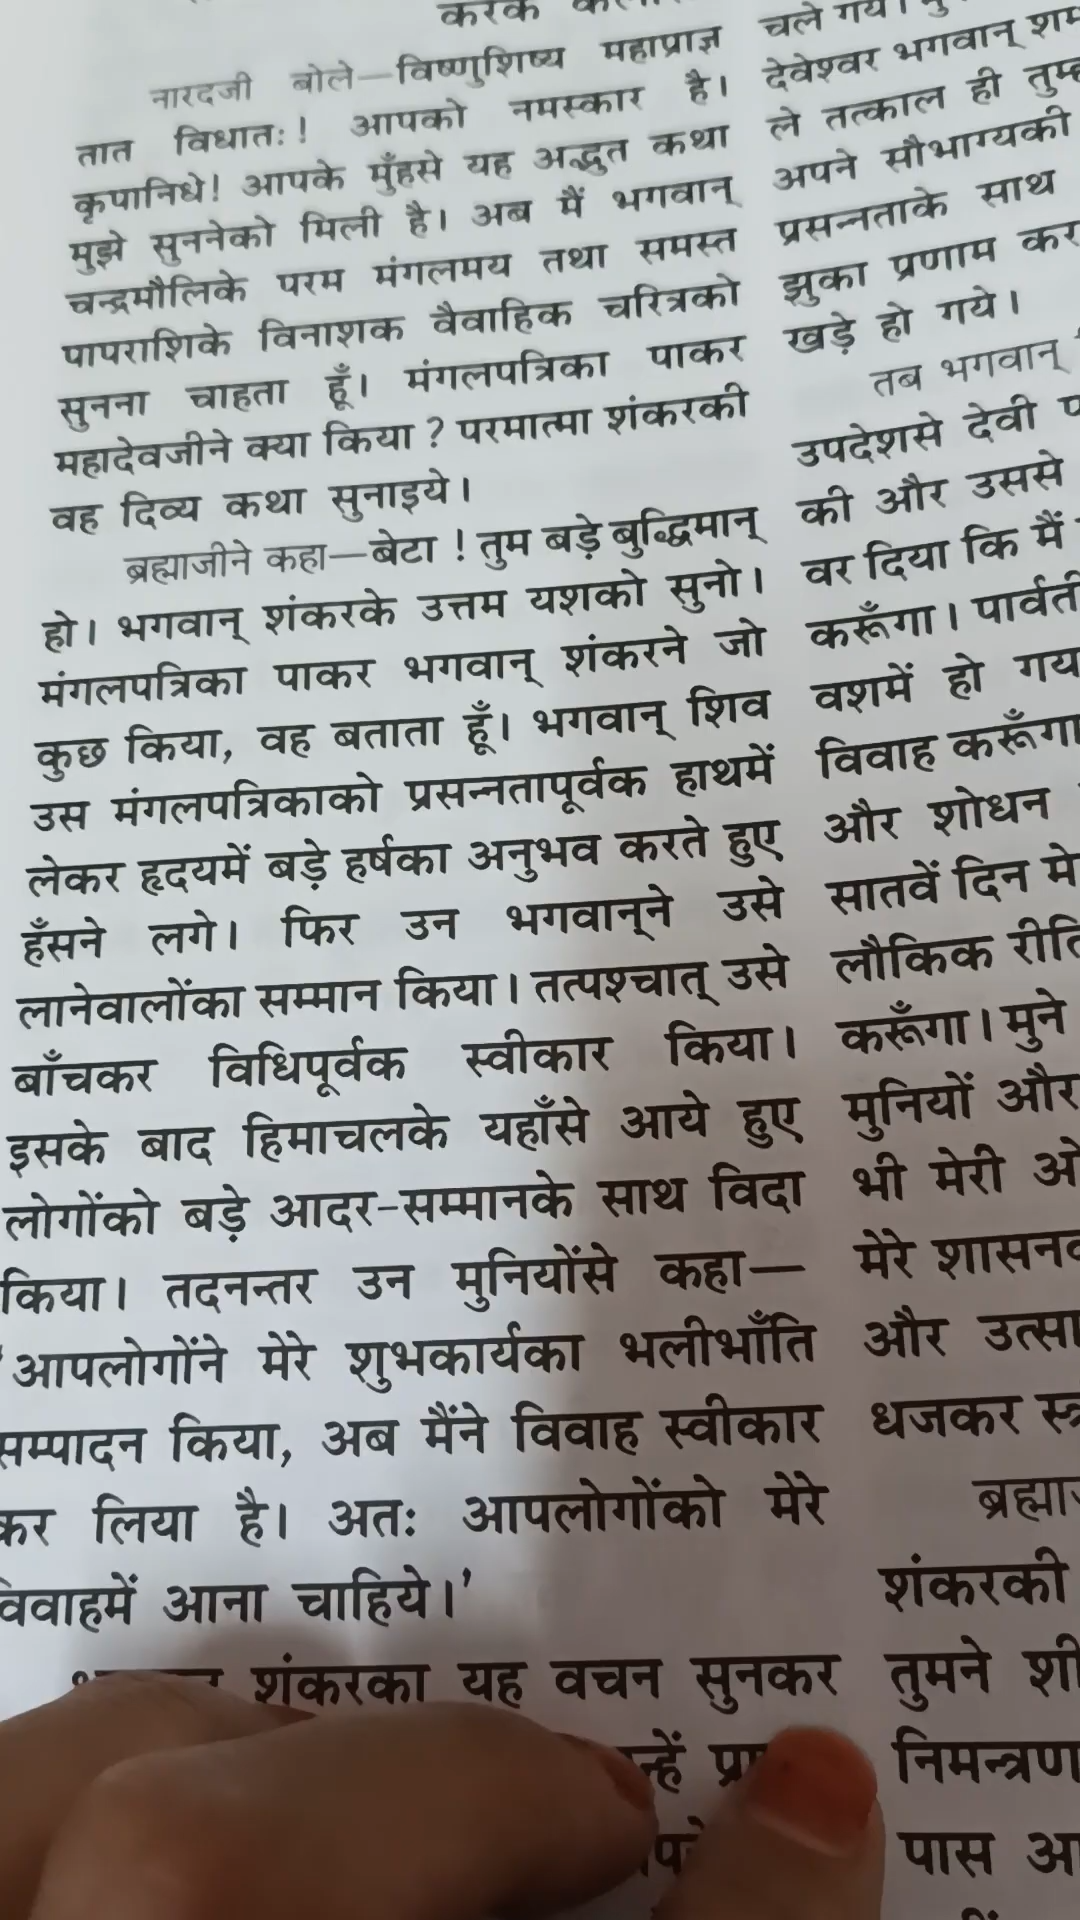 करके
नारदजी बोले—विष्णुशिष्य महाप्राज्ञ
तात विधातः! आपको नमस्कार है।
कृपानिधे! आपके मुँहसे यह अद्भुत कथा
मुझे सुननेको मिली है। अब मैं भगवान्
चन्द्रमौलिके परम मंगलमय तथा समस्त
पापराशिके विनाशक वैवाहिक चरित्रको
सुनना चाहता हूँ। मंगलपत्रिका पाकर
महादेवजीने क्या किया? परमात्मा शंकरकी
वह दिव्य कथा सुनाइये।
ब्रह्माजीने कहा—बेटा! तुम बड़े बुद्धिमान्
हो। भगवान् शंकरके उत्तम यशको सुनो।
मंगलपत्रिका पाकर भगवान् शंकरने जो
कुछ किया, वह बताता हूँ। भगवान् शिव
उस मंगलपत्रिकाको प्रसन्नतापूर्वक हाथमें
लेकर हृदयमें बड़े हर्षका अनुभव करते हुए
हँसने लगे। फिर उन भगवान्‌ने उसे
लानेवालोंका सम्मान किया। तत्पश्चात् उसे
बाँचकर विधिपूर्वक स्वीकार किया।
इसके बाद हिमाचलके यहाँसे आये हुए
लोगोंको बड़े आदर-सम्मानके साथ विदा
किया। तदनन्तर उन मुनियोंसे कहा—
'आपलोगोंने मेरे शुभकार्यका भलीभाँति
सम्पादन किया, अब मैंने विवाह स्वीकार
कर लिया है। अतः आपलोगोंको मेरे
विवाहमें आना चाहिये।'
शंकरका यह वचन सुनकर
चले गये।
देवेश्वर भगवान्
ले तत्काल ही
अपने सौभाग्यकी
प्रसन्नताके साथ
झुका प्रणाम
खड़े हो गये।
तब भगवान्
उपदेशसे देवी
की और उससे
वर दिया कि मैं
करूँगा।
वशमें हो
विवाह करूँगा
और शोधन
सातवें दिन
लौकिक
करूँगा। मुने
मुनियों और
भी मेरी
मेरे
और
धजकर
शंकरकी
तुमने
निमन्त्रण
पास